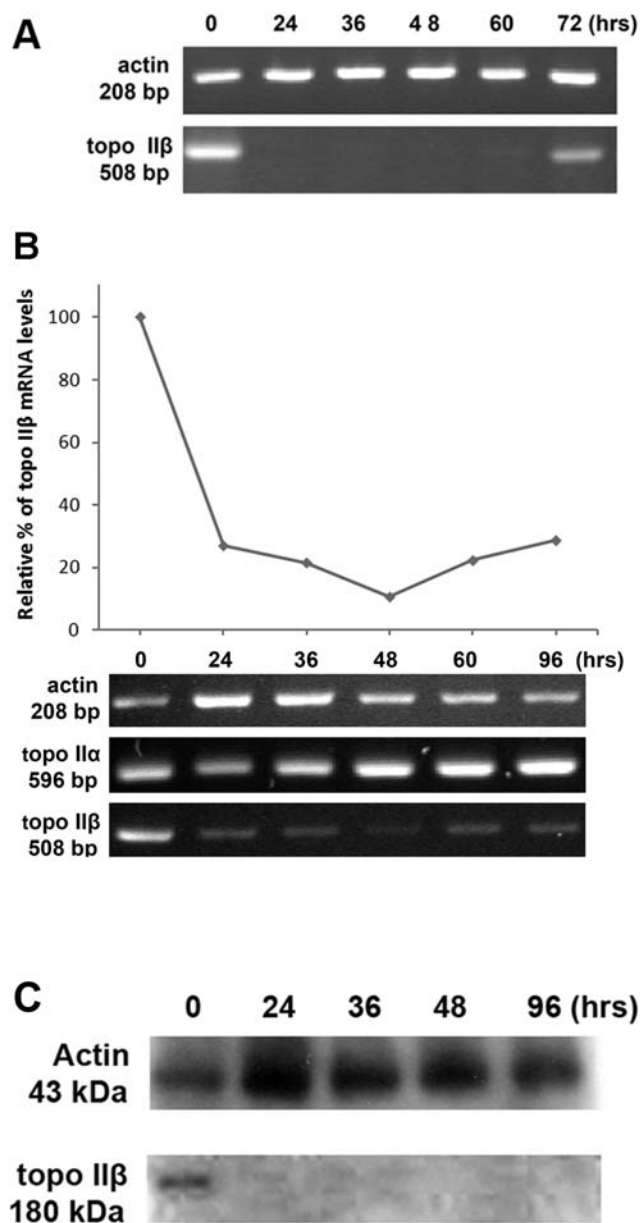 A
0 24 36 4 8 60 72 (hrs)
actin
208 bp
topo IIβ
508 bp
B
Relative % of topo IIβ mRNA levels
100
80
60
40
20
0
0 24 36 48 60 96 (hrs)
actin
208 bp
topo IIα
596 bp
topo IIβ
508 bp
C
0 24 36 48 96 (hrs)
Actin
43 kDa
topo IIβ
180 kDa